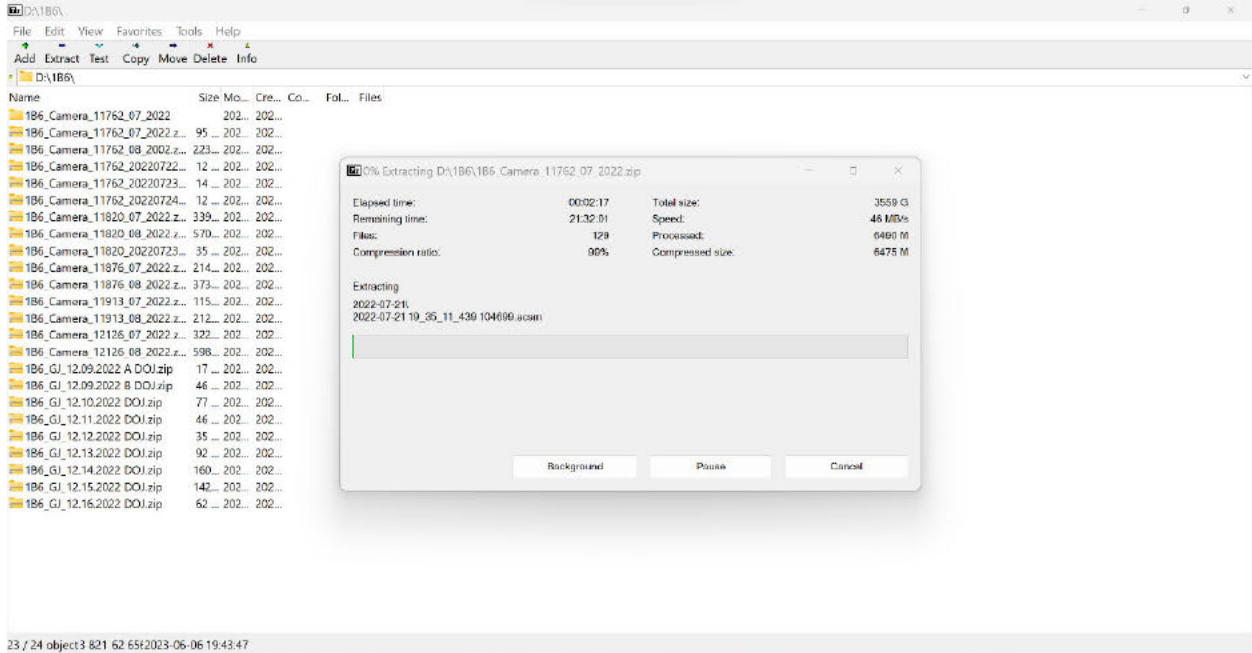 D:\1B6\
File Edit View Favorites Tools Help
Add Extract Test Copy Move Delete Info
D:\1B6\
Name Size Mo... Cre... Co... Fol... Files
1B6_Camera_11762_07_2022 202... 202...
1B6_Camera_11762_07_2022.z... 95 ... 202... 202...
1B6_Camera_11762_08_2002.z... 223... 202... 202...
1B6_Camera_11762_20220722... 12 ... 202... 202...
1B6_Camera_11762_20220723... 14 ... 202... 202...
1B6_Camera_11762_20220724... 12 ... 202... 202...
1B6_Camera_11820_07_2022.z... 339... 202... 202...
1B6_Camera_11820_08_2022.z... 570... 202... 202...
1B6_Camera_11820_20220723... 35 ... 202... 202...
1B6_Camera_11876_07_2022.z... 214... 202... 202...
1B6_Camera_11876_08_2022.z... 373... 202... 202...
1B6_Camera_11913_07_2022.z... 115... 202... 202...
1B6_Camera_11913_08_2022.z... 212... 202... 202...
1B6_Camera_12126_07_2022.z... 322... 202... 202...
1B6_Camera_12126_08_2022.z... 598... 202... 202...
1B6_GJ_12.09.2022 A DOJ.zip 17 ... 202... 202...
1B6_GJ_12.09.2022 B DOJ.zip 46 ... 202... 202...
1B6_GJ_12.10.2022 DOJ.zip 77 ... 202... 202...
1B6_GJ_12.11.2022 DOJ.zip 46 ... 202... 202...
1B6_GJ_12.12.2022 DOJ.zip 35 ... 202... 202...
1B6_GJ_12.13.2022 DOJ.zip 92 ... 202... 202...
1B6_GJ_12.14.2022 DOJ.zip 160... 202... 202...
1B6_GJ_12.15.2022 DOJ.zip 142... 202... 202...
1B6_GJ_12.16.2022 DOJ.zip 62 ... 202... 202...
0% Extracting D:\1B6\1B6_Camera_11762_07_2022.zip
Elapsed time: 00:02:17 Total size: 3559 G
Remaining time: 21:32:01 Speed: 46 MB/s
Files: 129 Processed: 6490 M
Compression ratio: 99% Compressed size: 6475 M
Extracting
2022-07-21\
2022-07-21 19_35_11_439 104699.acsm
Background Pause Cancel
23 / 24 object 3 821 62 2023-06-06 19:43:47